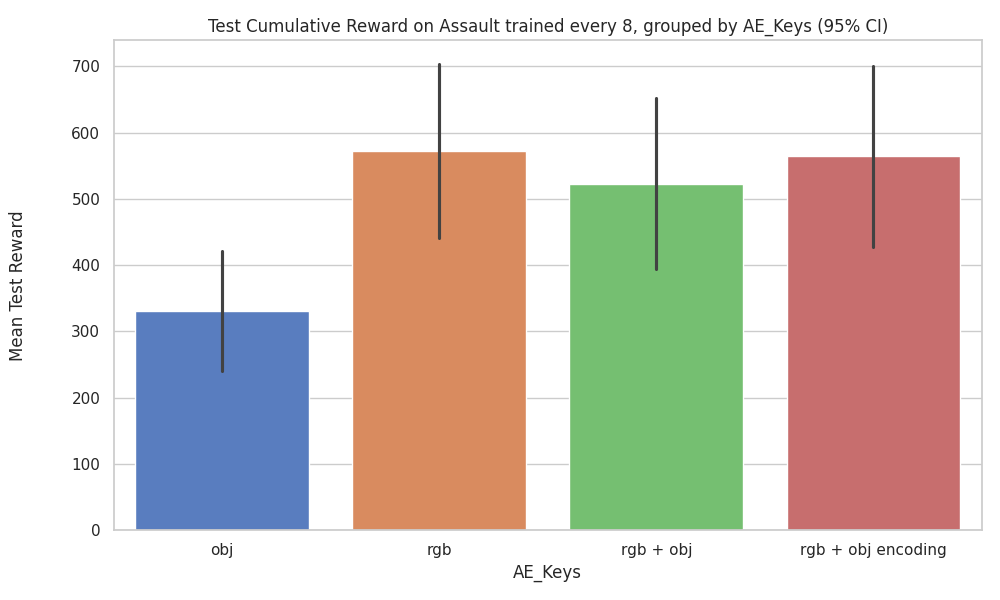 Test Cumulative Reward on Assault trained every 8, grouped by AE_Keys (95% CI)
Mean Test Reward
700
600
500
400
300
200
100
0
obj
rgb
rgb + obj
rgb + obj encoding
AE_Keys